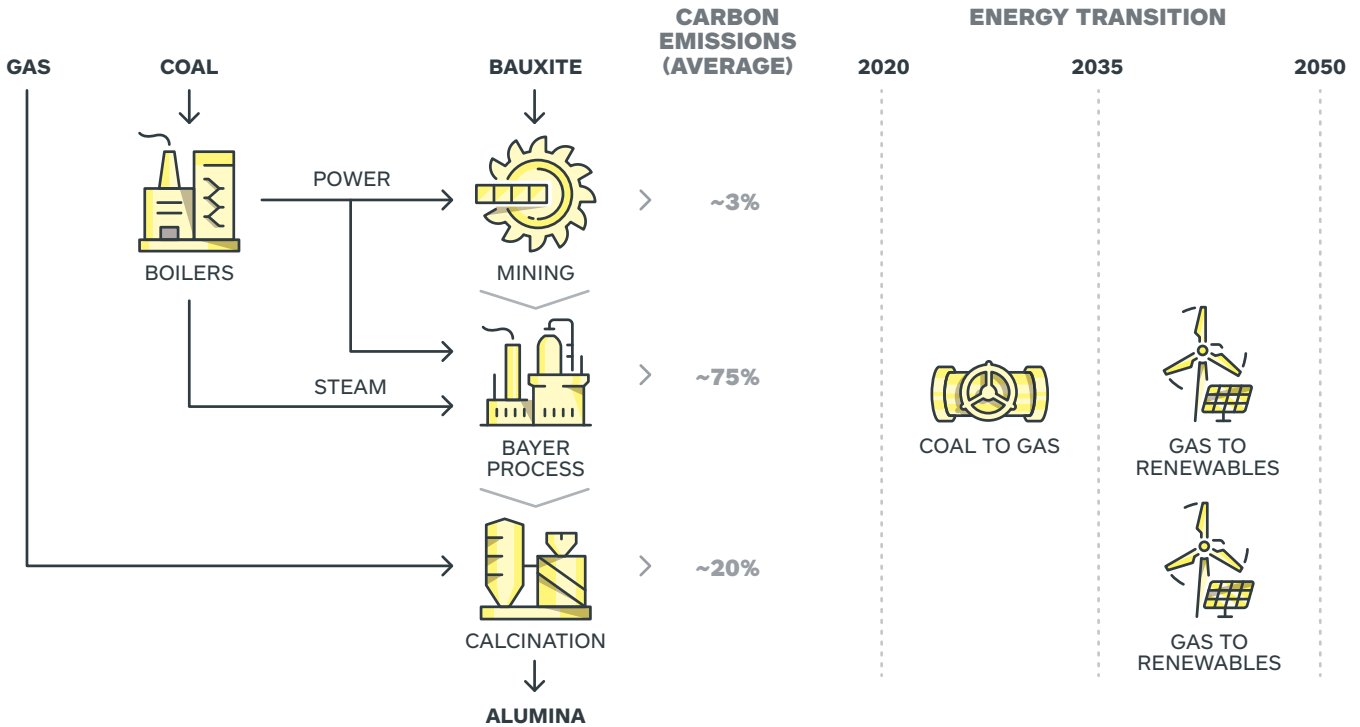 CARBON
EMISSIONS
(AVERAGE)
ENERGY TRANSITION
GAS
COAL
BAUXITE
2020
2035
2050
POWER
BOILERS
MINING
~3%
STEAM
BAYER
PROCESS
~75%
COAL TO GAS
GAS TO
RENEWABLES
CALCINATION
~20%
GAS TO
RENEWABLES
ALUMINA